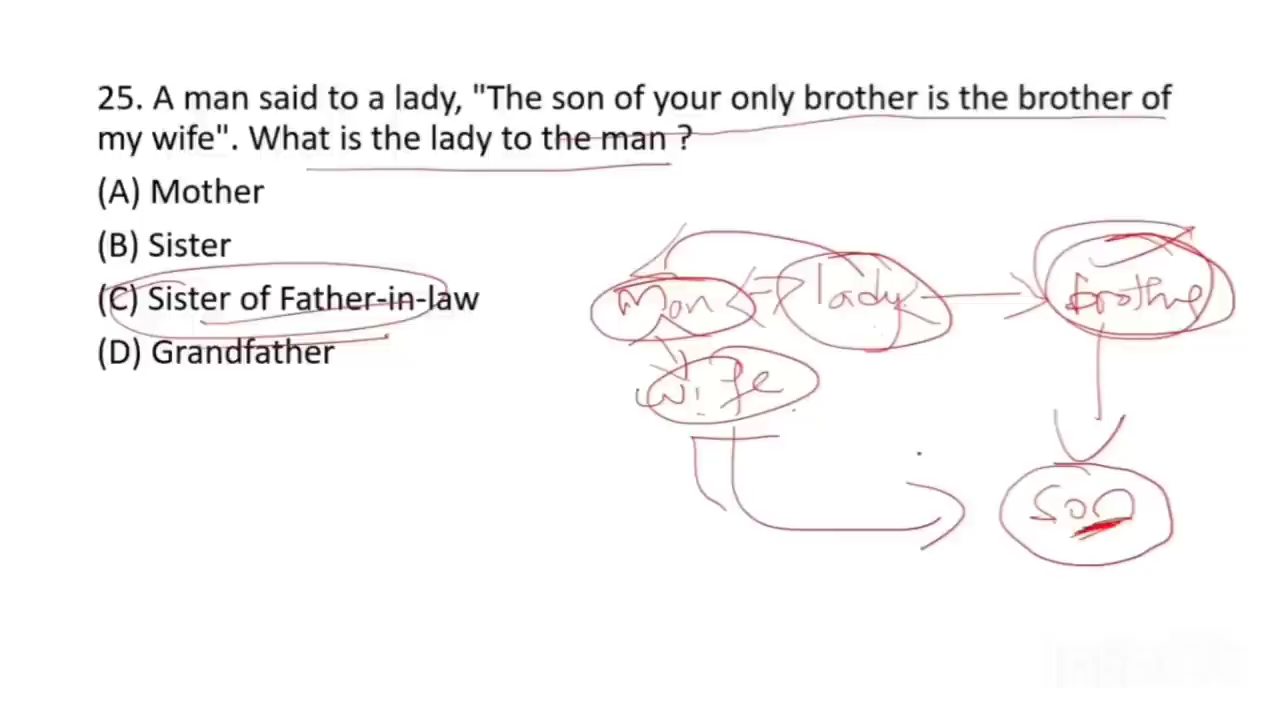 25. A man said to a lady, "The son of your only brother is the brother of
my wife". What is the lady to the man ?
(A) Mother
(B) Sister
(C) Sister of Father-in-law
(D) Grandfather
Man lady brothe
wife
son